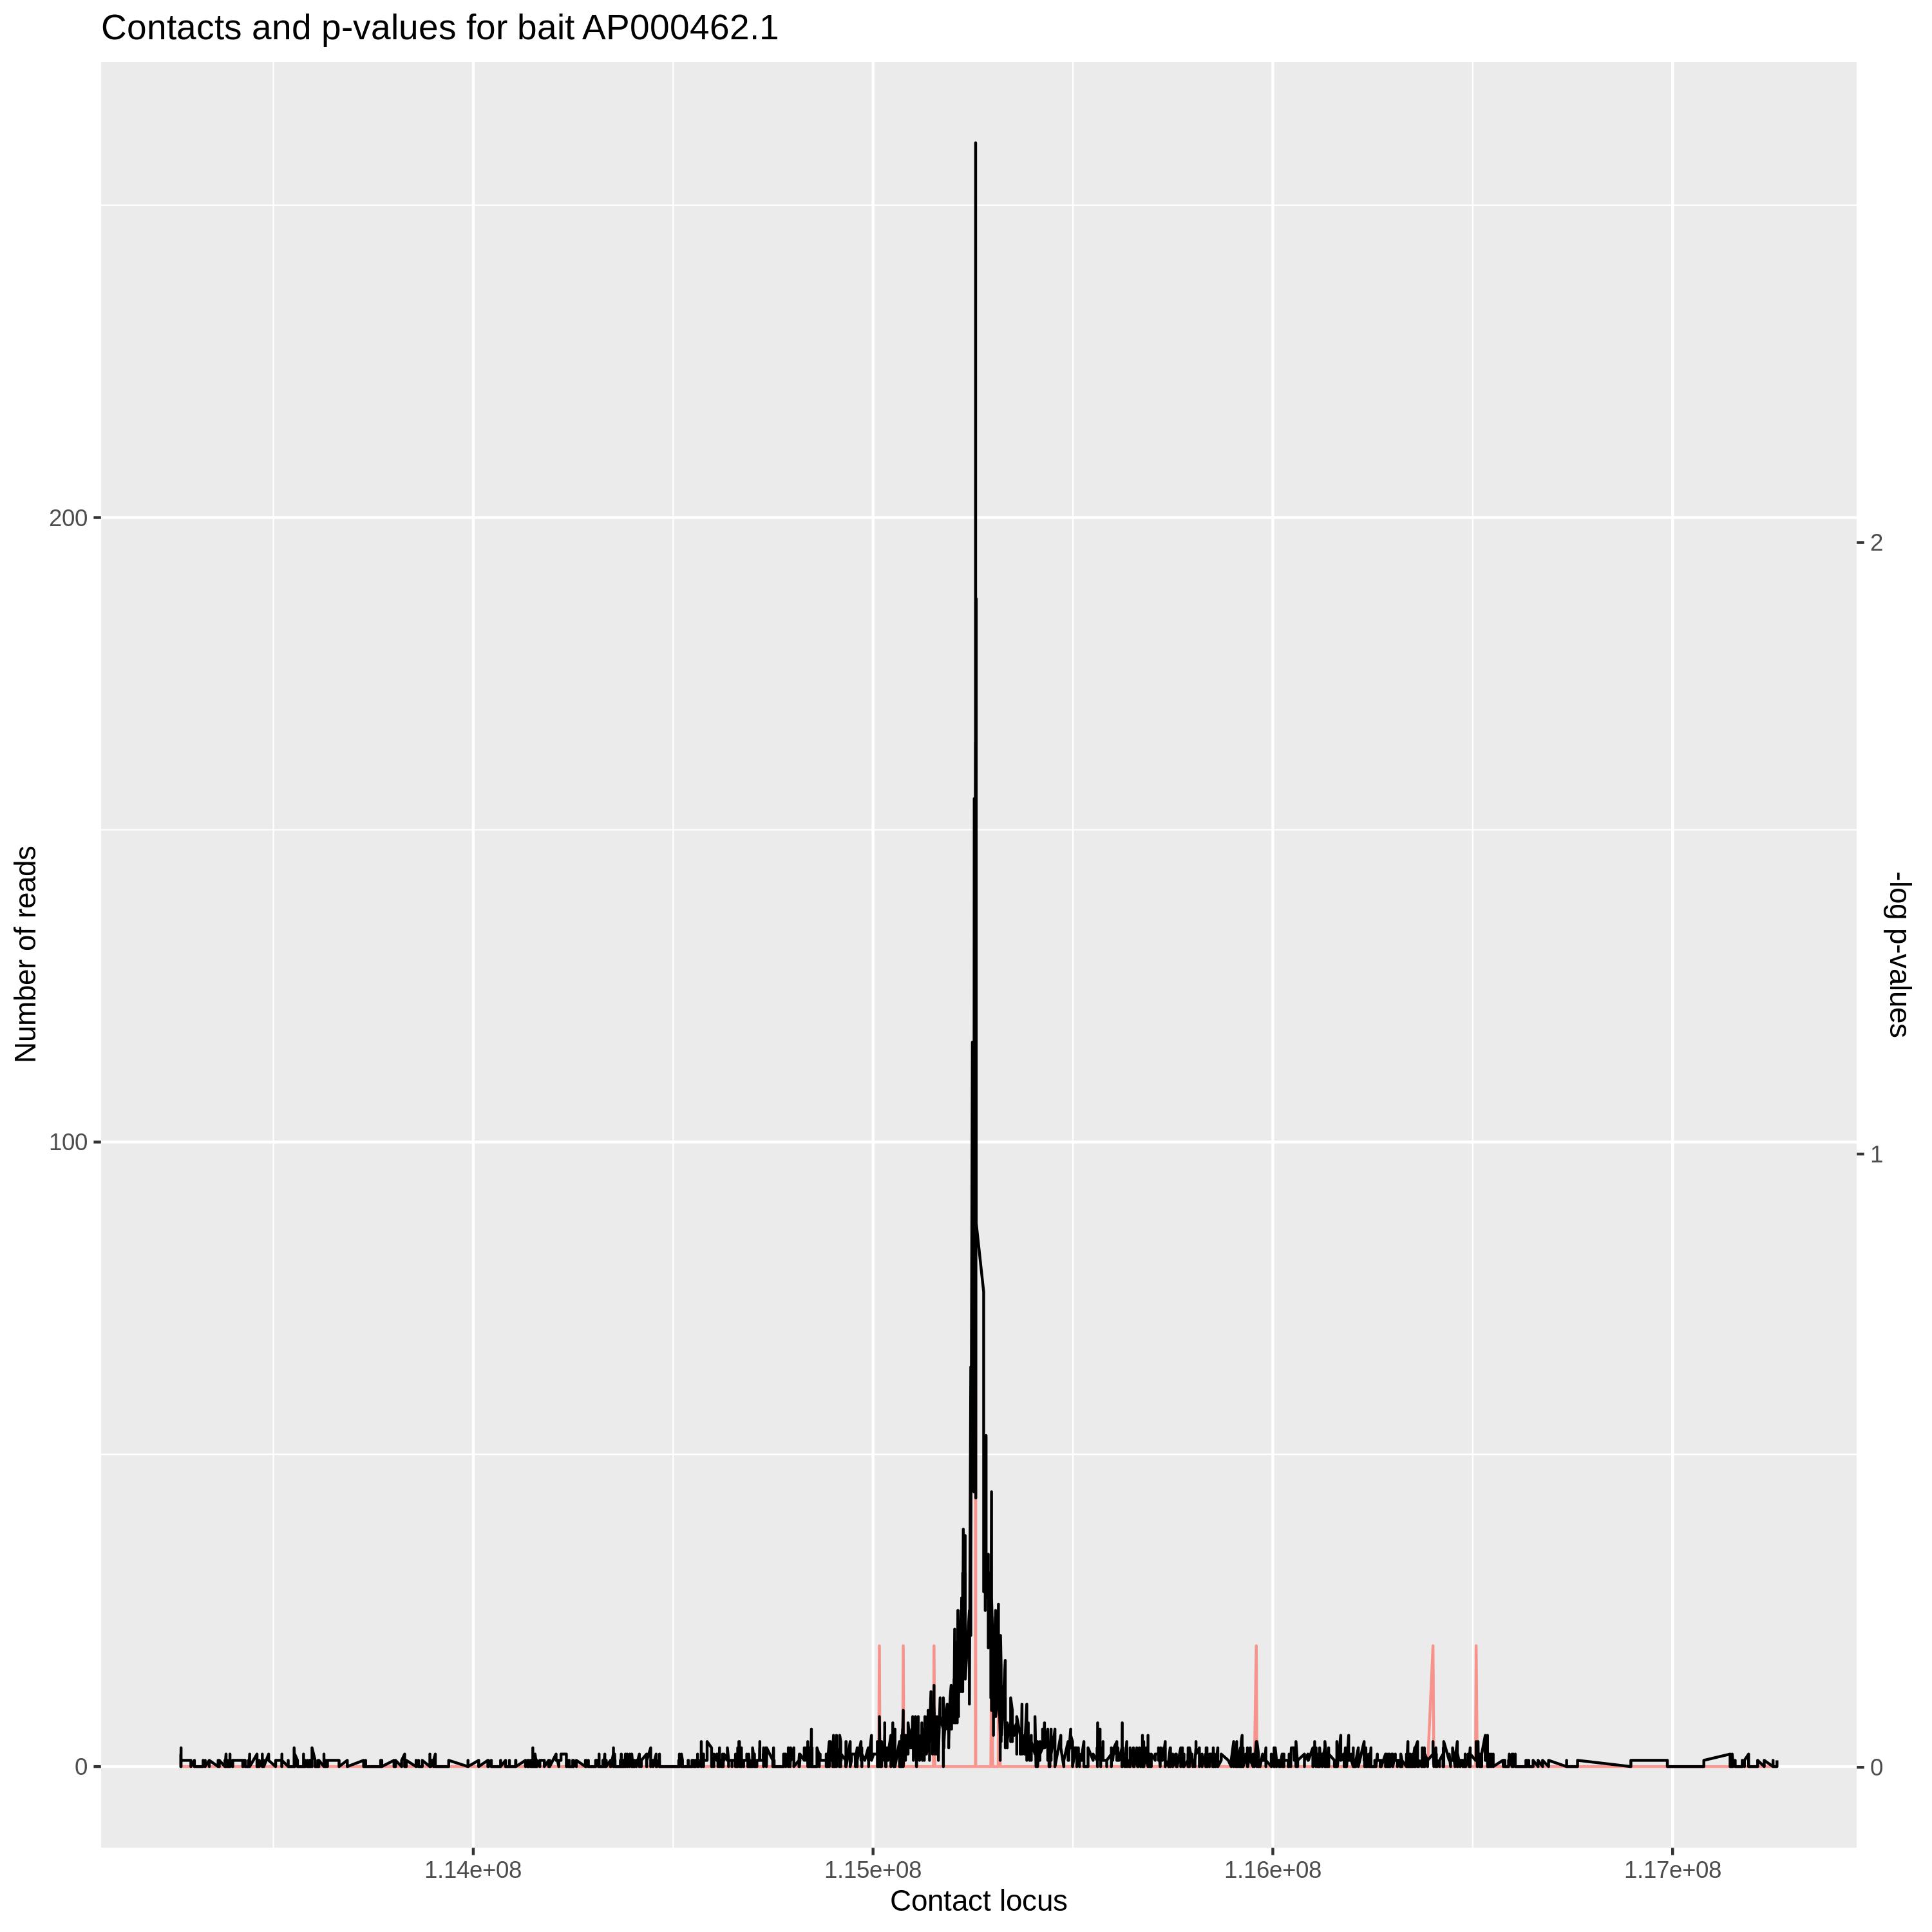 Contacts and p-values for bait AP000462.1
Number of reads
200
100
0
2
1
0
-log p-values
1.14e+08 1.15e+08 1.16e+08 1.17e+08
Contact locus